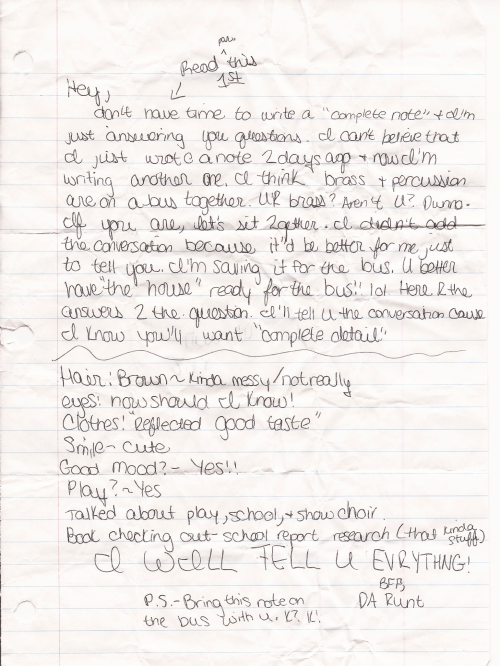 Read this
1st
Hey,
don't have time to write a "complete note" + I'm
just answering you questions. I can't believe that
I just wrote a note 2 days ago + now I'm
writing another one. I think brass + percussion
are on a bus together. UR brass? Aren't U? Dunno.
If you are, let's sit 2gether. I didn't add
the conversation because it'd be better for me just
to tell you. I'm saving it for the bus. U better
have "the house" ready for the bus!! lol Here R the
answers 2 the question. I'll tell U the conversation cause
I know you'll want "complete detail"
Hair: Brown ~ kinda messy/not really
eyes: how should I know!
Clothes: "Reflected good taste"
Smile ~ cute
Good Mood? ~ Yes!!
Play? ~ Yes
Talked about play, school, + show choir.
Book checking out - school report research (that kinda stuff)
I WILL TELL U EVRYTHNG!
BFF,
DA Runt
P.S. - Bring this note on
the bus with u. K? K!